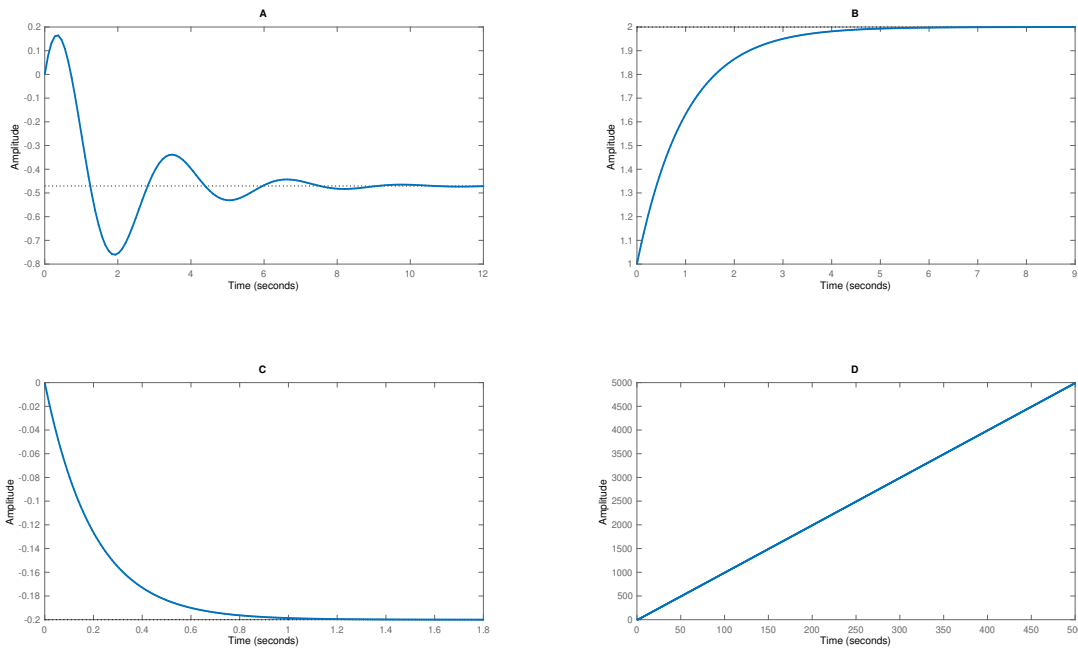 A
0.2
0.1
0
-0.1
-0.2
-0.3
-0.4
-0.5
-0.6
-0.7
-0.8
Amplitude
0 2 4 6 8 10 12
Time (seconds)
B
2
1.9
1.8
1.7
1.6
1.5
1.4
1.3
1.2
1.1
1
Amplitude
0 1 2 3 4 5 6 7 8 9
Time (seconds)
C
0
-0.02
-0.04
-0.06
-0.08
-0.1
-0.12
-0.14
-0.16
-0.18
-0.2
Amplitude
0 0.2 0.4 0.6 0.8 1 1.2 1.4 1.6 1.8
Time (seconds)
D
5000
4500
4000
3500
3000
2500
2000
1500
1000
500
0
Amplitude
0 50 100 150 200 250 300 350 400 450 50
Time (seconds)